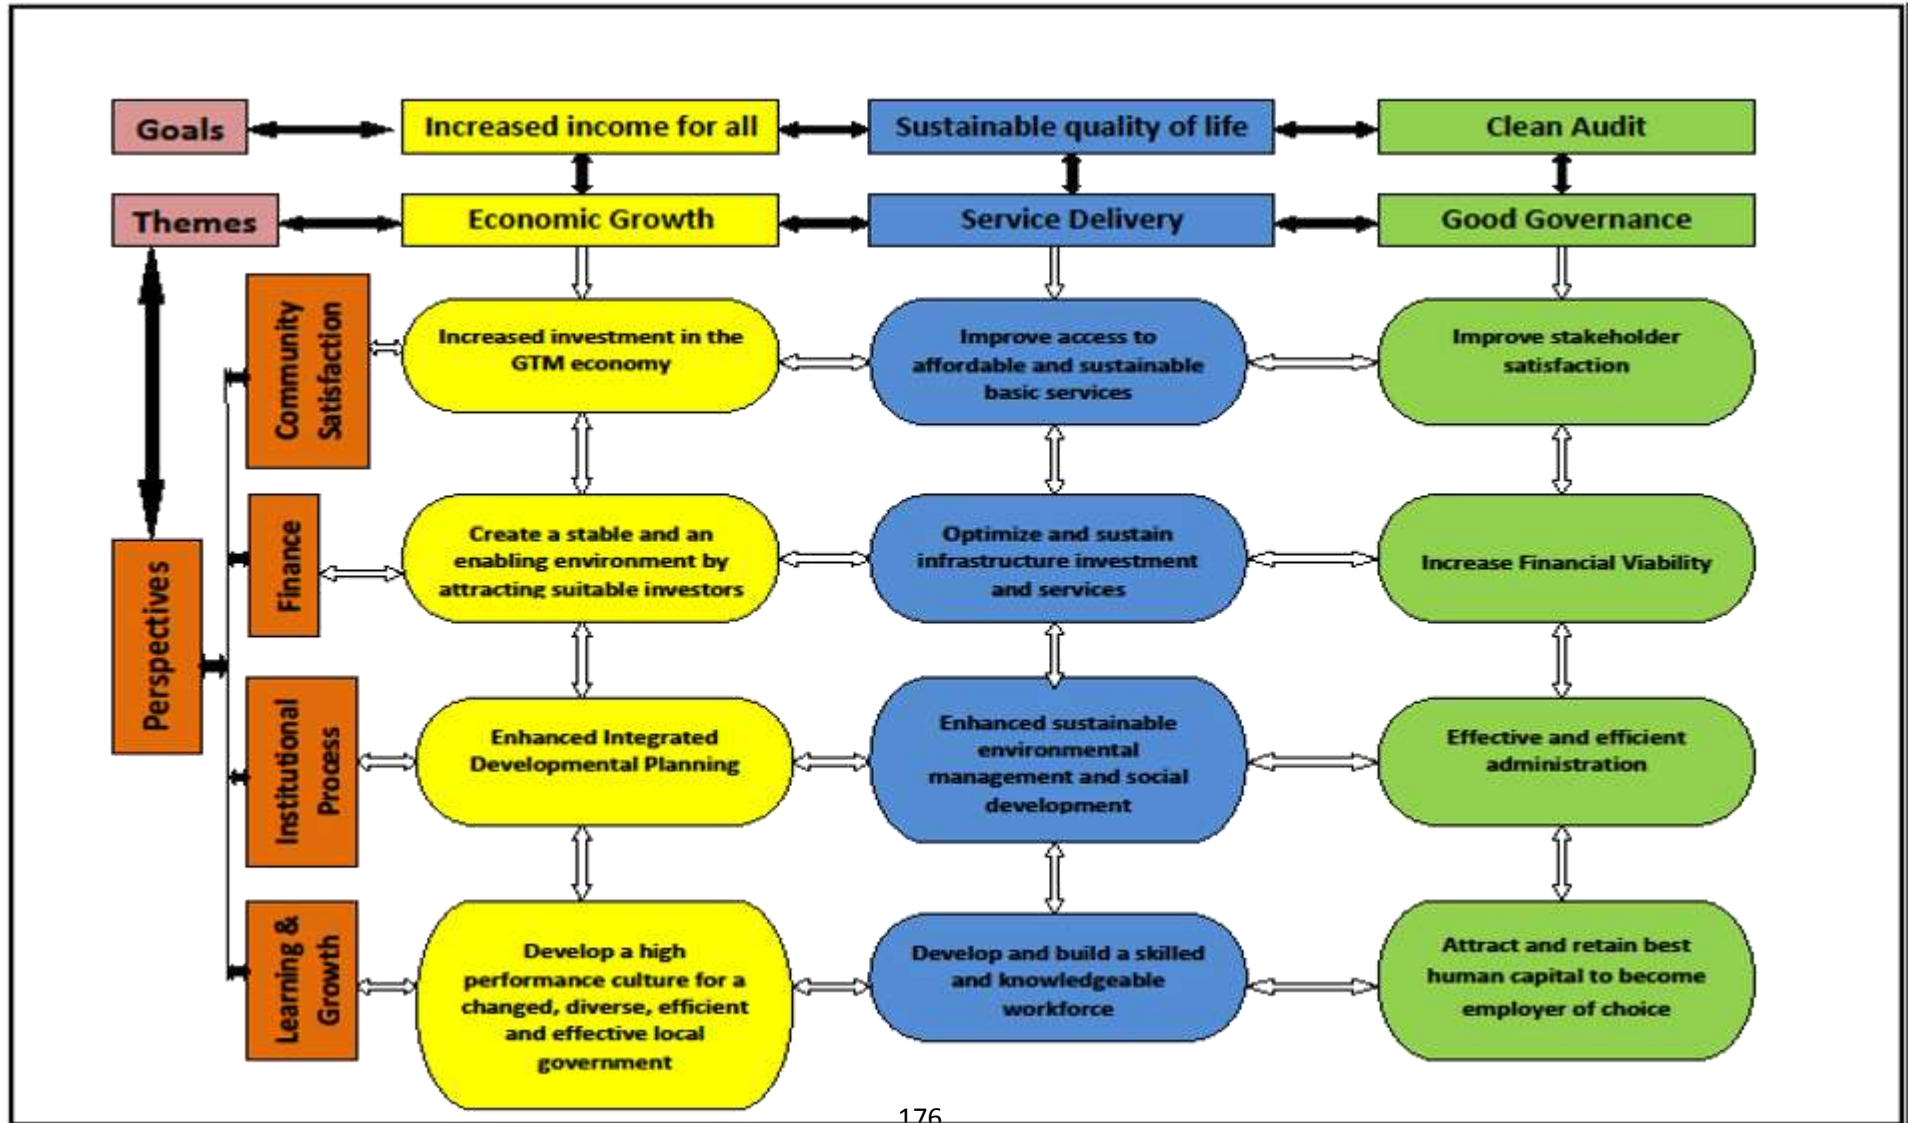 Goals
Increased income for all
Sustainable quality of life
Clean Audit
Themes
Economic Growth
Service Delivery
Good Governance
Perspectives
Community
Satisfaction
Increased investment in the
GTM economy
Improve access to
affordable and sustainable
basic services
Improve stakeholder
satisfaction
Finance
Create a stable and an
enabling environment by
attracting suitable investors
Optimize and sustain
infrastructure investment
and services
Increase Financial Viability
Institutional
Process
Enhanced Integrated
Developmental Planning
Enhanced sustainable
environmental
management and social
development
Effective and efficient
administration
Learning &
Growth
Develop a high
performance culture for a
changed, diverse, efficient
and effective local
government
Develop and build a skilled
and knowledgeable
workforce
Attract and retain best
human capital to become
employer of choice
176